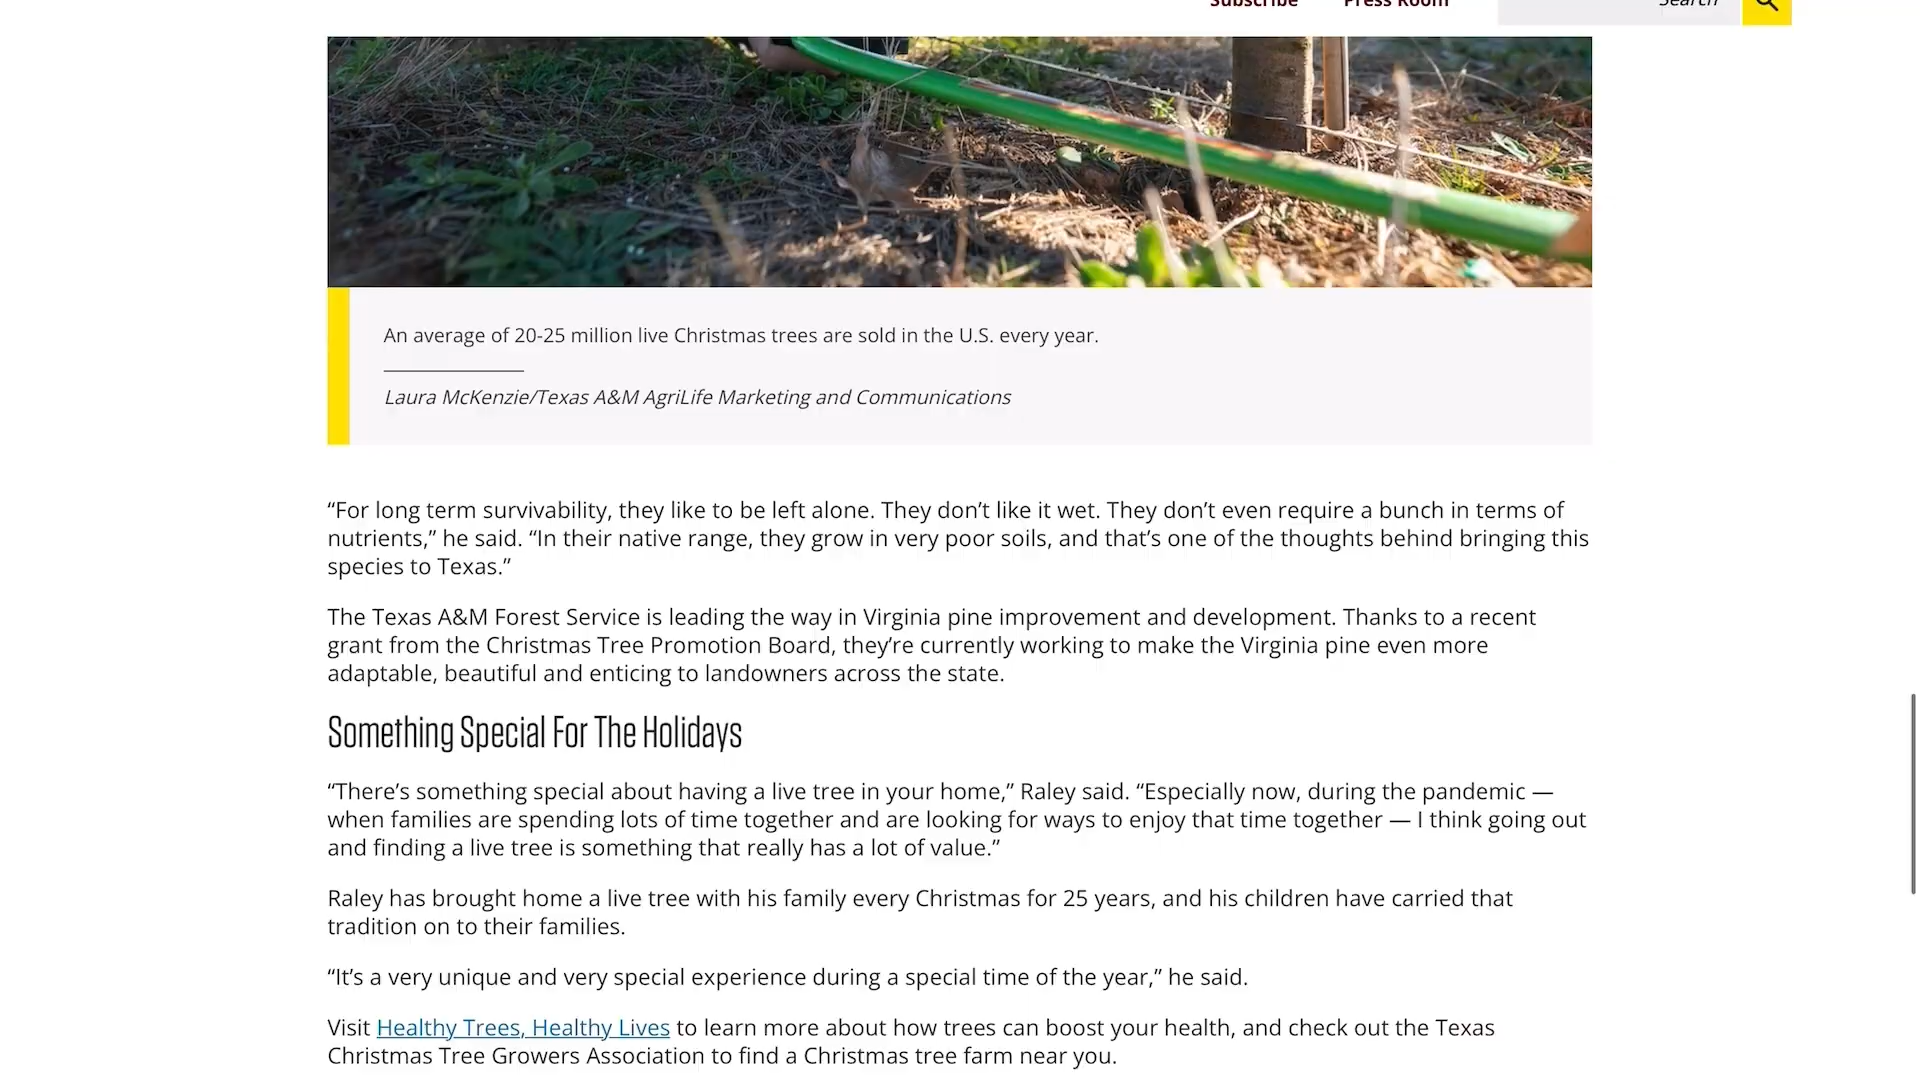 Subscribe
Press Room
Search
An average of 20-25 million live Christmas trees are sold in the U.S. every year.
Laura McKenzie/Texas A&M AgriLife Marketing and Communications
“For long term survivability, they like to be left alone. They don’t like it wet. They don’t even require a bunch in terms of
nutrients,” he said. “In their native range, they grow in very poor soils, and that’s one of the thoughts behind bringing this
species to Texas.”
The Texas A&M Forest Service is leading the way in Virginia pine improvement and development. Thanks to a recent
grant from the Christmas Tree Promotion Board, they’re currently working to make the Virginia pine even more
adaptable, beautiful and enticing to landowners across the state.
Something Special For The Holidays
“There’s something special about having a live tree in your home,” Raley said. “Especially now, during the pandemic —
when families are spending lots of time together and are looking for ways to enjoy that time together — I think going out
and finding a live tree is something that really has a lot of value.”
Raley has brought home a live tree with his family every Christmas for 25 years, and his children have carried that
tradition on to their families.
“It’s a very unique and very special experience during a special time of the year,” he said.
Visit Healthy Trees, Healthy Lives to learn more about how trees can boost your health, and check out the Texas
Christmas Tree Growers Association to find a Christmas tree farm near you.